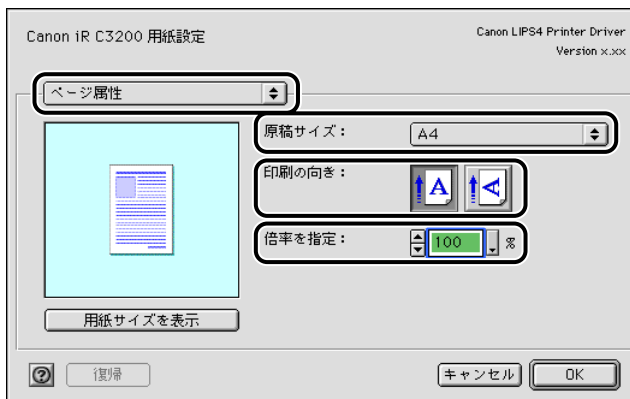 Canon iR C3200 用紙設定
Canon LIPS4 Printer Driver
Version x.xx
ページ属性
原稿サイズ：
A4
印刷の向き：
A
A
倍率を指定：
100
%
用紙サイズを表示
?
復帰
キャンセル
OK